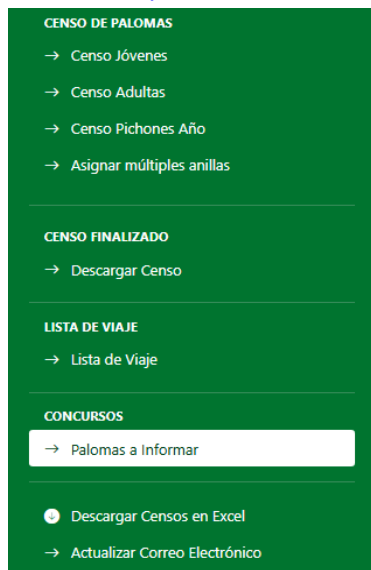 CENSO DE PALOMAS
→ Censo Jóvenes
→ Censo Adultas
→ Censo Pichones Año
→ Asignar múltiples anillas
CENSO FINALIZADO
→ Descargar Censo
LISTA DE VIAJE
→ Lista de Viaje
CONCURSOS
→ Palomas a Informar
Descargar Censos en Excel
→ Actualizar Correo Electrónico